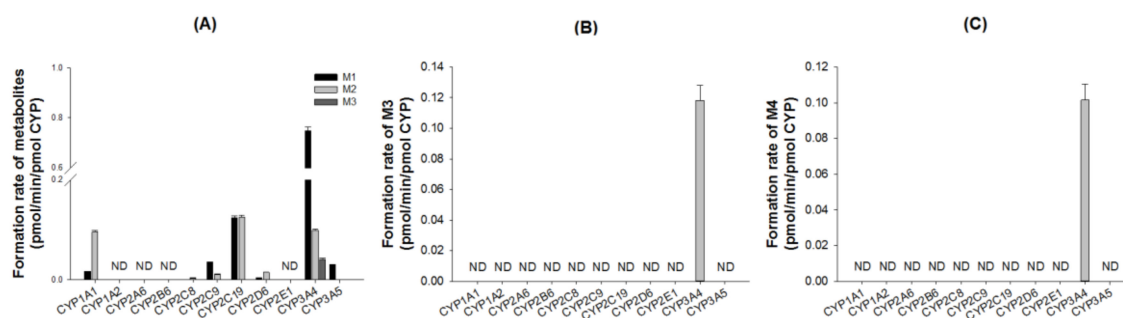 (A)
Formation rate of metabolites
(pmol/min/pmol CYP)
1.0
0.8
0.6
0.2
0.0
M1
M2
M3
ND ND ND ND
CYP1A1 CYP1A2 CYP2A6 CYP2B6 CYP2C8 CYP2C9 CYP2C19 CYP2D6 CYP2E1 CYP3A4 CYP3A5
(B)
Formation rate of M3
(pmol/min/pmol CYP)
0.14
0.12
0.10
0.08
0.06
0.04
0.02
0.00
ND ND ND ND ND ND ND ND ND ND
CYP1A1 CYP1A2 CYP2A6 CYP2B6 CYP2C8 CYP2C9 CYP2C19 CYP2D6 CYP2E1 CYP3A4 CYP3A5
(C)
Formation rate of M4
(pmol/min/pmol CYP)
0.12
0.10
0.08
0.06
0.04
0.02
0.00
ND ND ND ND ND ND ND ND ND ND
CYP1A1 CYP1A2 CYP2A6 CYP2B6 CYP2C8 CYP2C9 CYP2C19 CYP2D6 CYP2E1 CYP3A4 CYP3A5